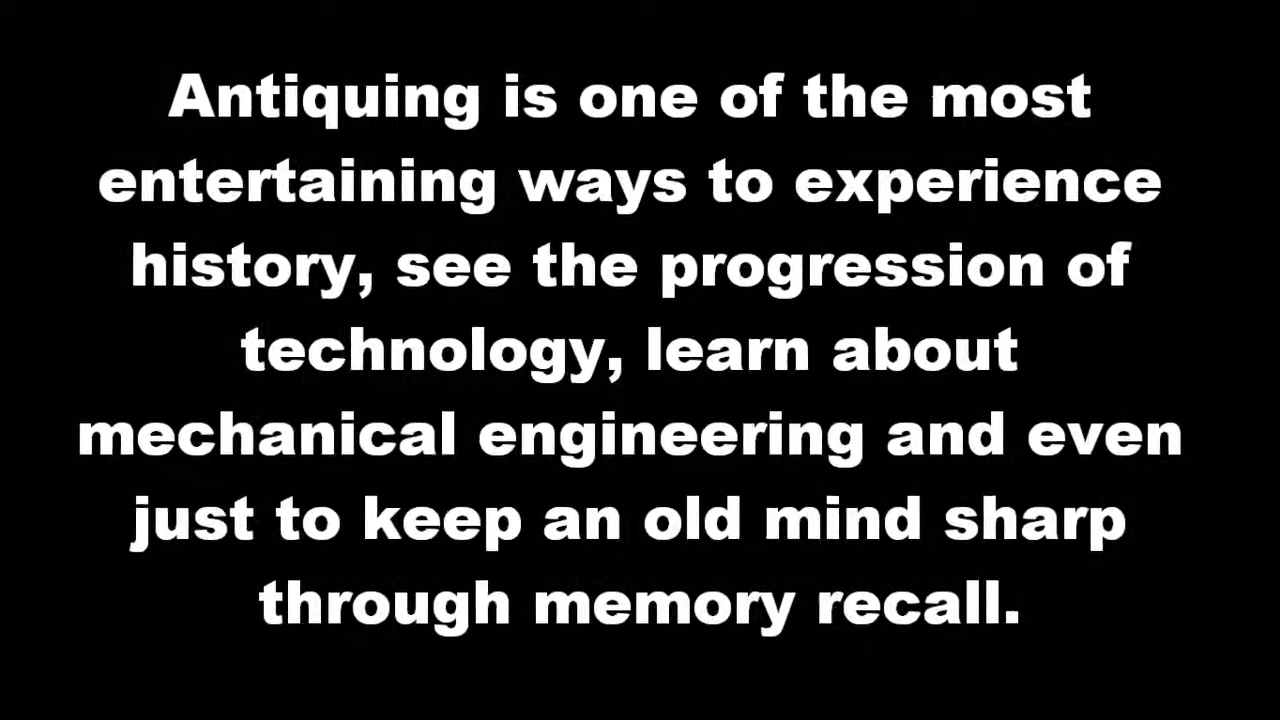 Antiquing is one of the most
entertaining ways to experience
history, see the progression of
technology, learn about
mechanical engineering and even
just to keep an old mind sharp
through memory recall.